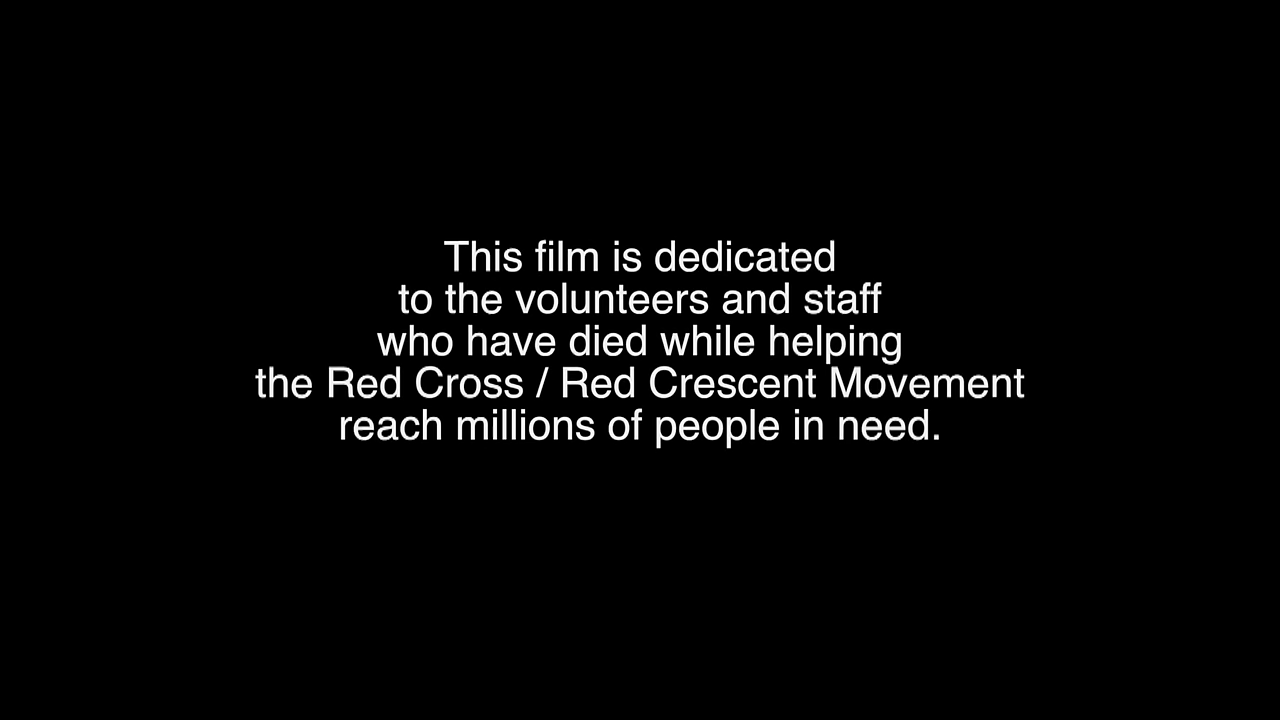 This film is dedicated
to the volunteers and staff
who have died while helping
the Red Cross / Red Crescent Movement
reach millions of people in need.